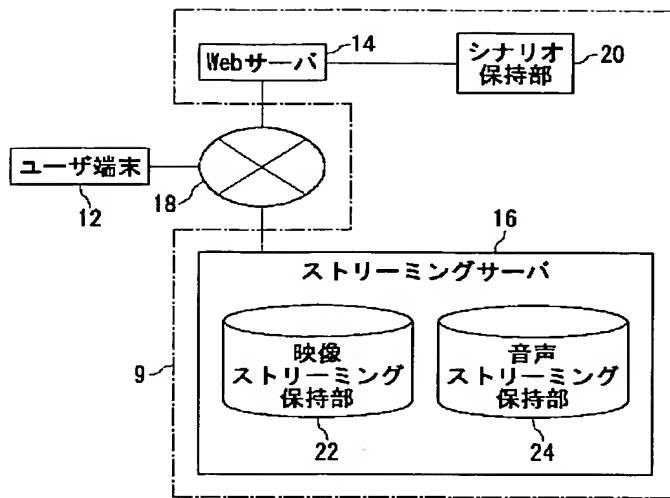 Webサーバ
14
シナリオ
保持部
20
ユーザ端末
12
18
16
ストリーミングサーバ
9
映像
ストリーミング
保持部
22
音声
ストリーミング
保持部
24